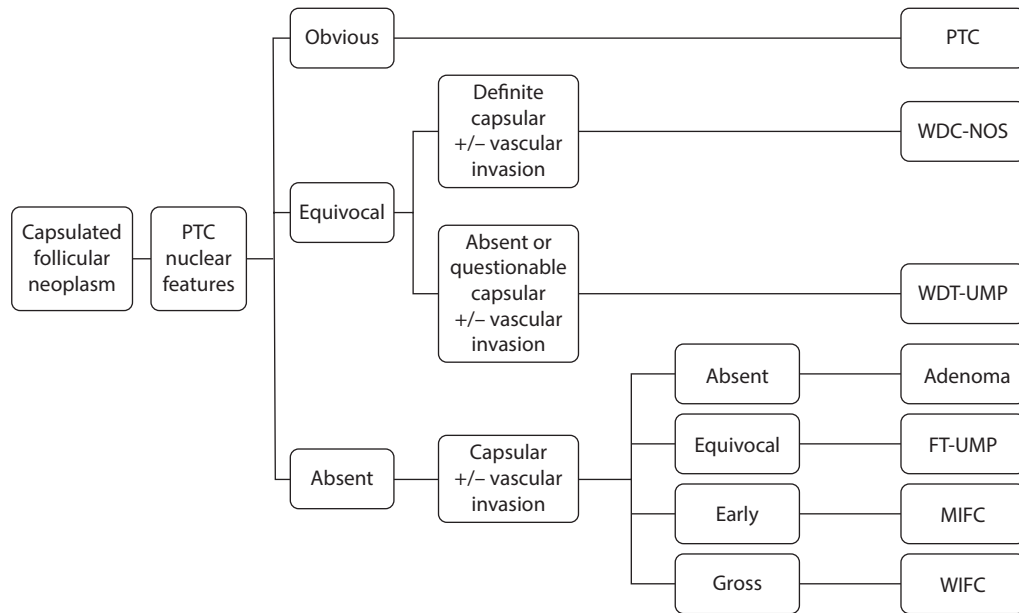 Obvious
PTC
Definite
capsular
+/– vascular
invasion
WDC-NOS
Equivocal
Capsulated
follicular
neoplasm
PTC
nuclear
features
Absent or
questionable
capsular
+/– vascular
invasion
WDT-UMP
Absent
Adenoma
Equivocal
FT-UMP
Absent
Capsular
+/– vascular
invasion
Early
MIFC
Gross
WIFC